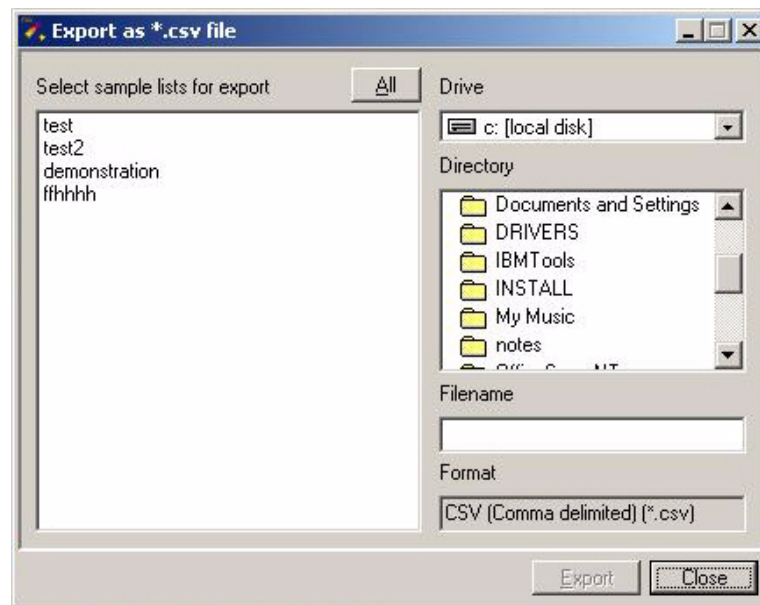 Export as *.csv file
Select sample lists for export
All
test
test2
demonstration
ffhhhh
Drive
c: [local disk]
Directory
Documents and Settings
DRIVERS
IBMTools
INSTALL
My Music
notes
Filename
Format
CSV (Comma delimited) (*.csv)
Export
Close